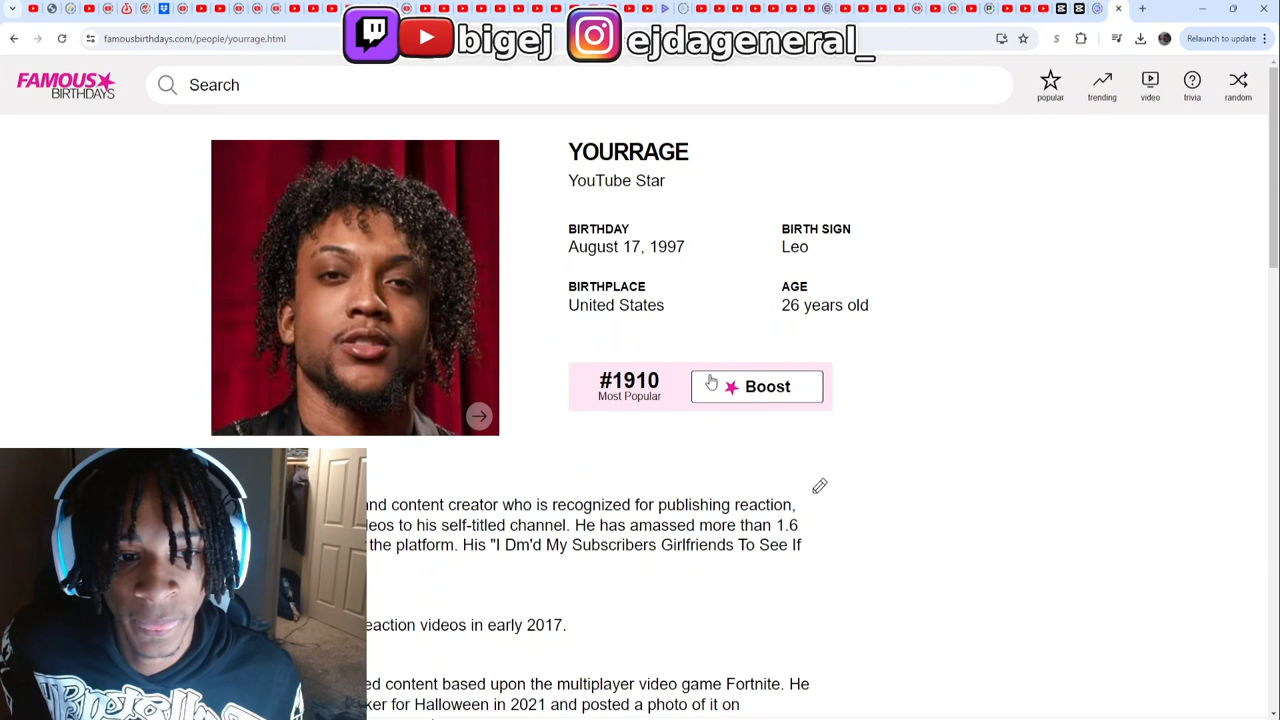 famousbirthdays.com/people/yourrage.html
Relaunch to update
bigej
ejdageneral_
FAMOUS
BIRTHDAYS
Search
popular
trending
video
trivia
random
YOURRAGE
YouTube Star
BIRTHDAY
August 17, 1997
BIRTH SIGN
Leo
BIRTHPLACE
United States
AGE
26 years old
#1910
Most Popular
Boost
and content creator who is recognized for publishing reaction,
eos to his self-titled channel. He has amassed more than 1.6
the platform. His "I Dm'd My Subscribers Girlfriends To See If
eaction videos in early 2017.
ed content based upon the multiplayer video game Fortnite. He
ker for Halloween in 2021 and posted a photo of it on